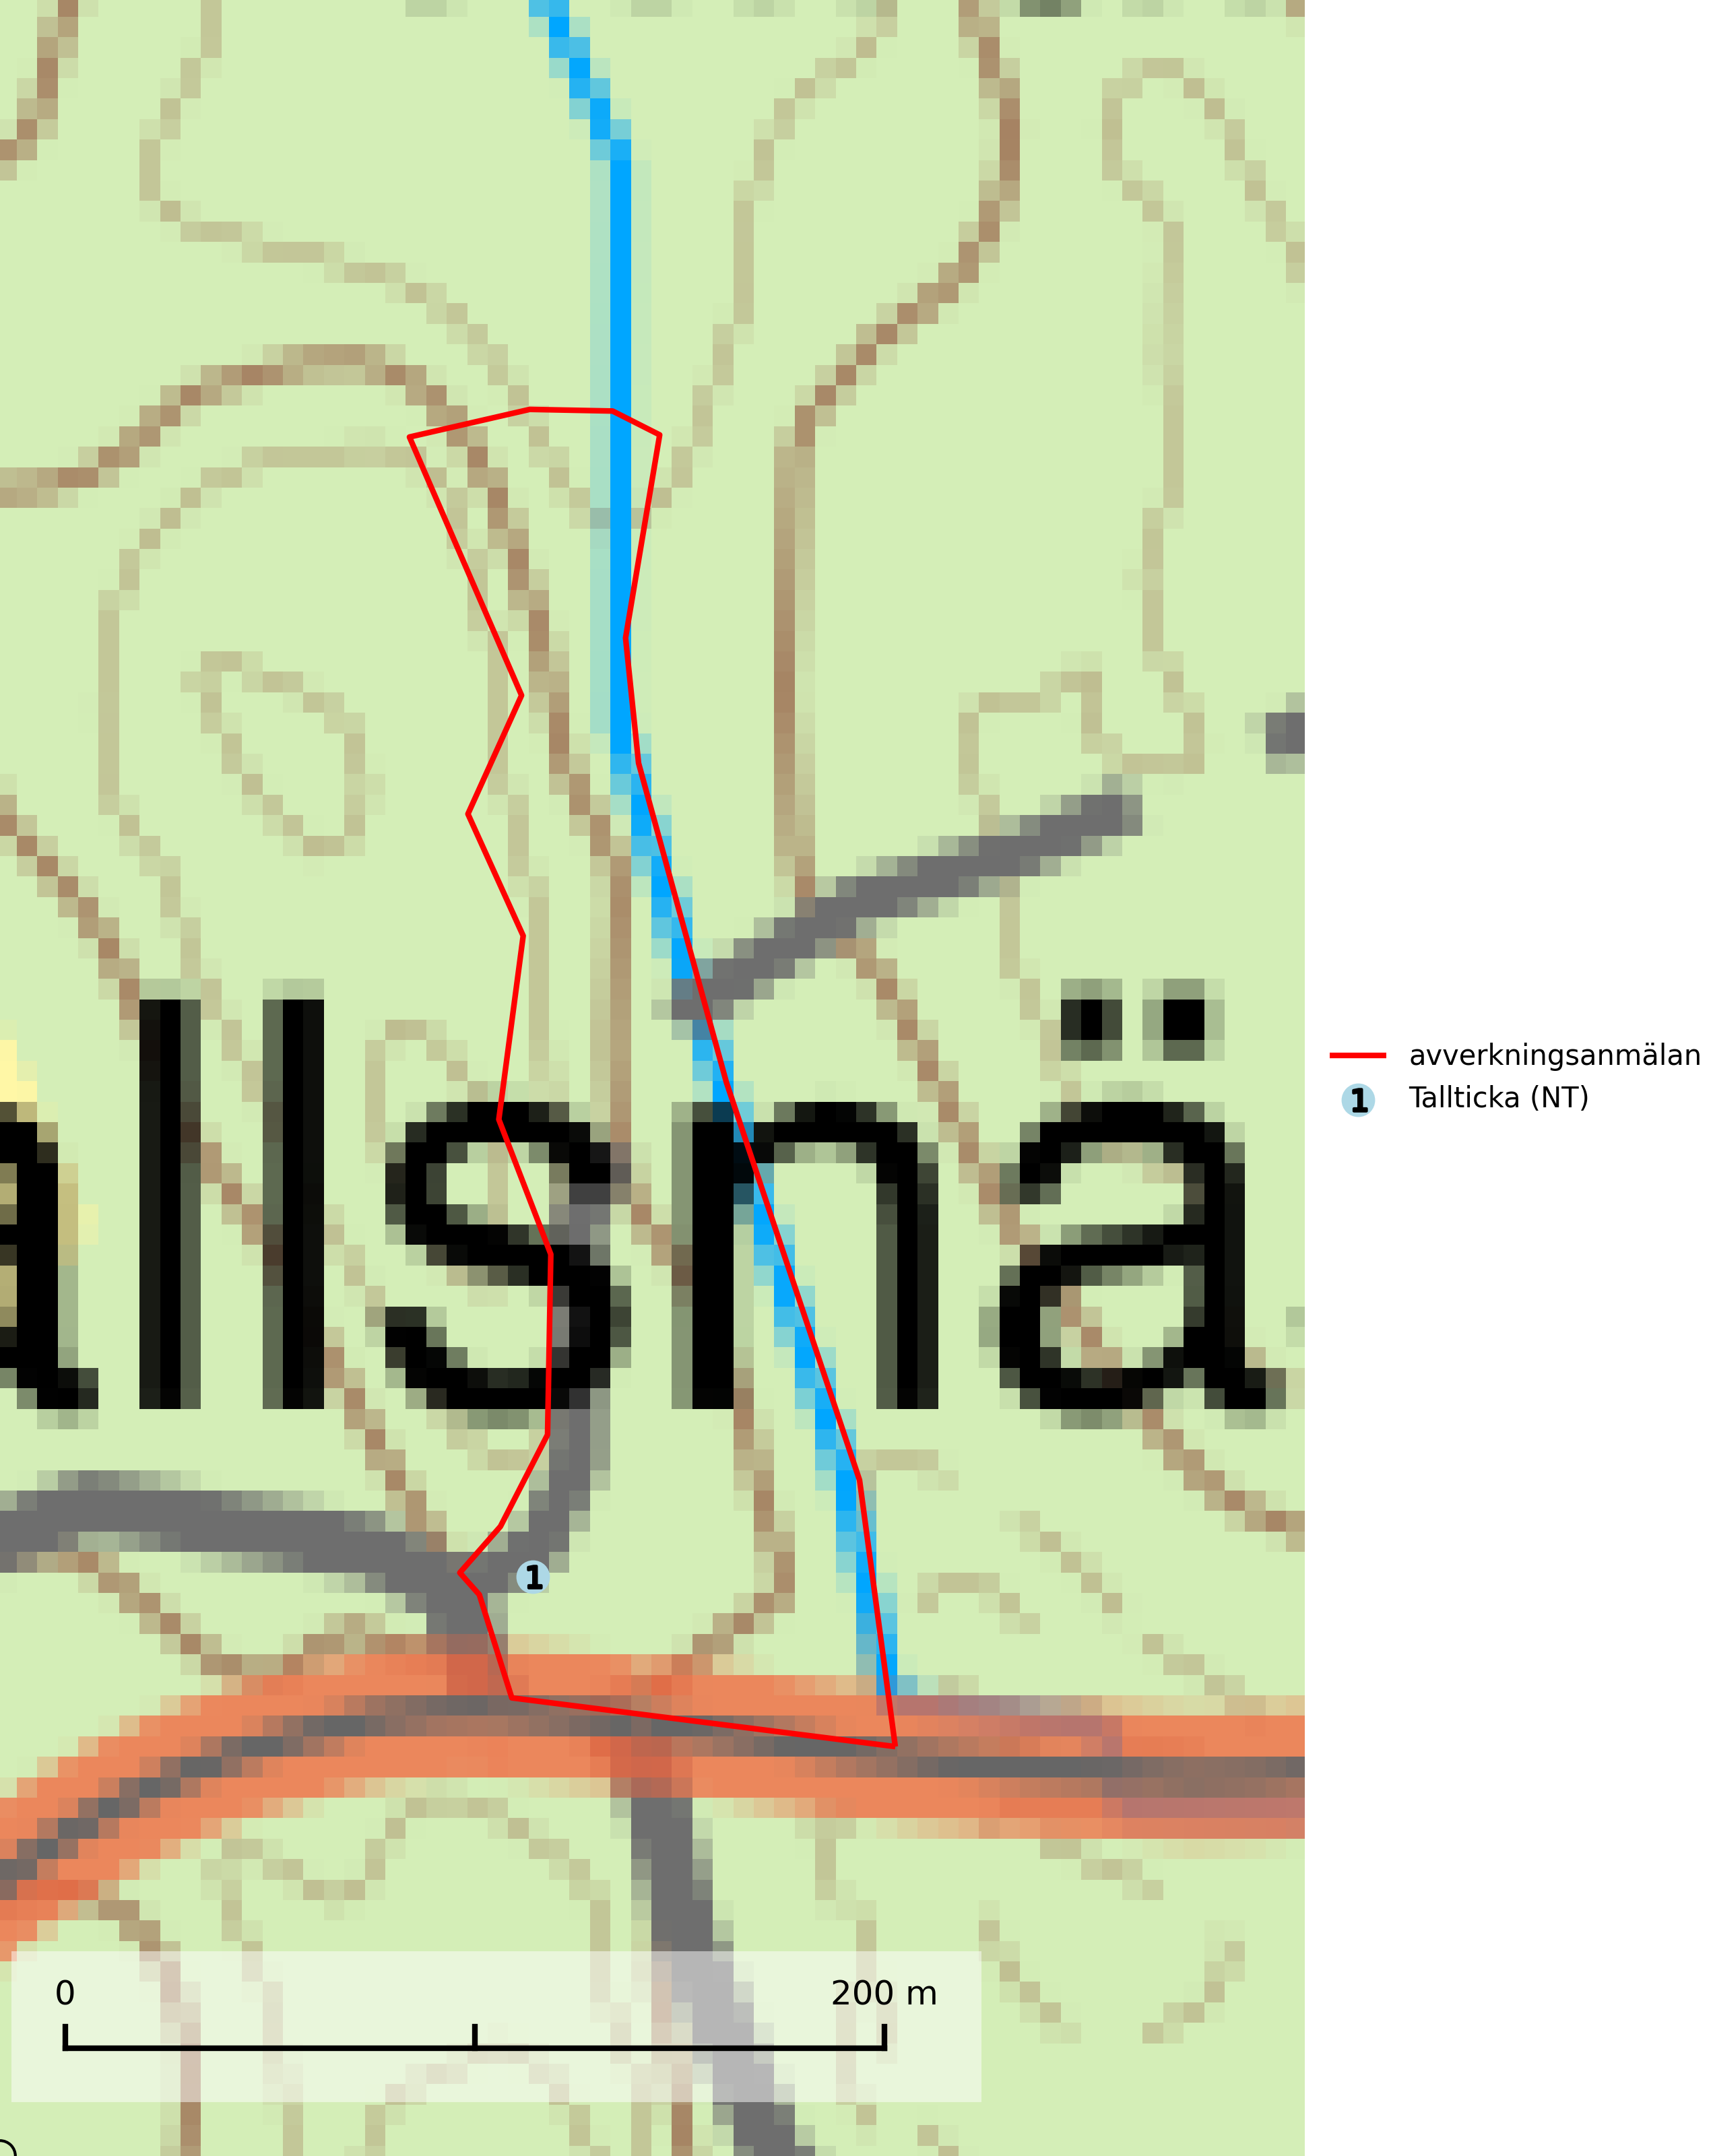 allsnä
1
avverkningsanmälan
1 Tallticka (NT)
0 200 m